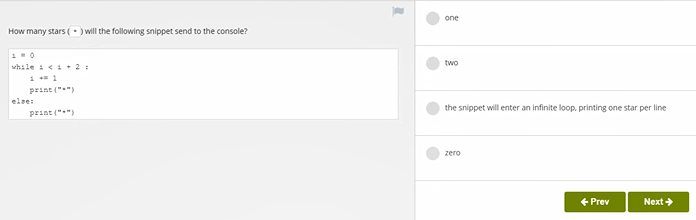 How many stars ( * ) will the following snippet send to the console?
i = 0
while i < i + 2 :
    i += 1
    print("*")
else:
    print("*")
one
two
the snippet will enter an infinite loop, printing one star per line
zero
← Prev
Next →